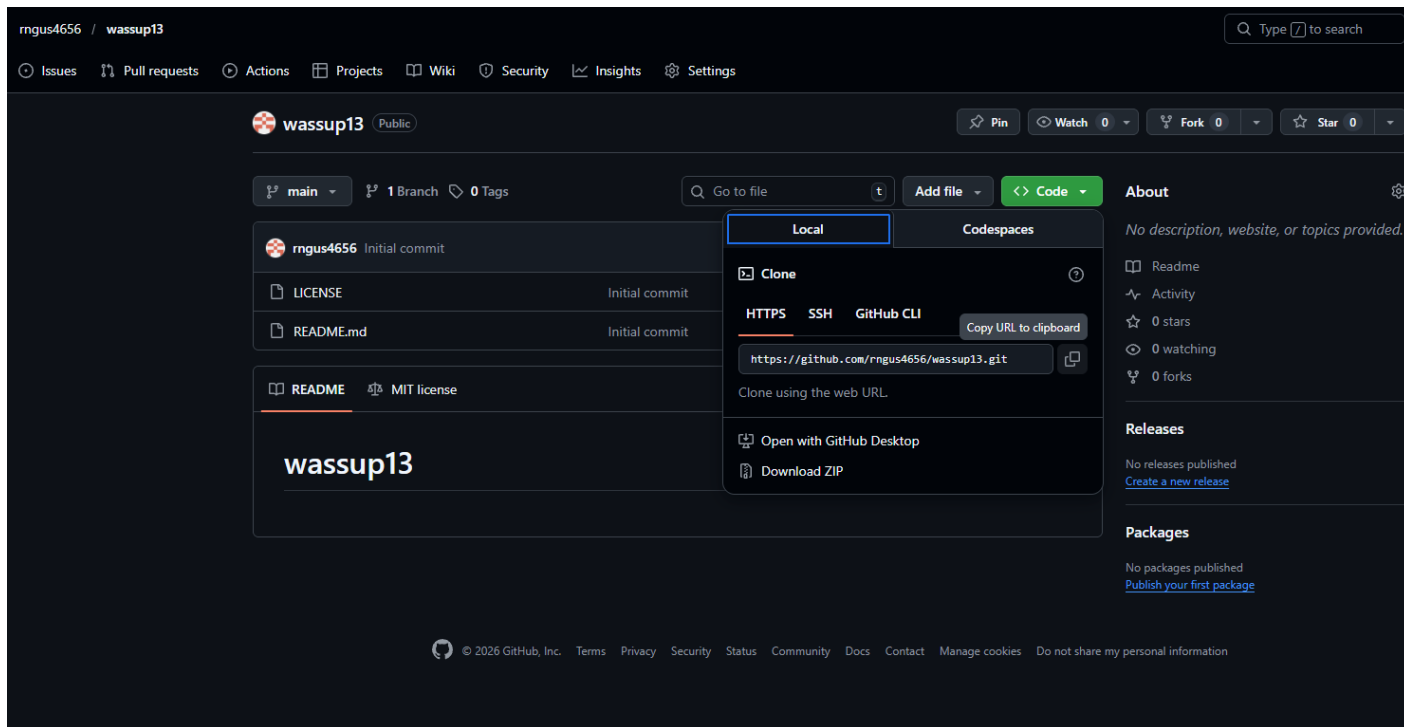 rngus4656 / wassup13
Type / to search
Issues Pull requests Actions Projects Wiki Security Insights Settings
wassup13 Public
Pin Watch 0 Fork 0 Star 0
main 1 Branch 0 Tags
Go to file t Add file Code
Local Codespaces
Clone
HTTPS SSH GitHub CLI
Copy URL to clipboard
https://github.com/rngus4656/wassup13.git
Clone using the web URL.
Open with GitHub Desktop
Download ZIP
rngus4656 Initial commit
LICENSE Initial commit
README.md Initial commit
README MIT license
wassup13
About
No description, website, or topics provided.
Readme
Activity
0 stars
0 watching
0 forks
Releases
No releases published
Create a new release
Packages
No packages published
Publish your first package
© 2026 GitHub, Inc. Terms Privacy Security Status Community Docs Contact Manage cookies Do not share my personal information